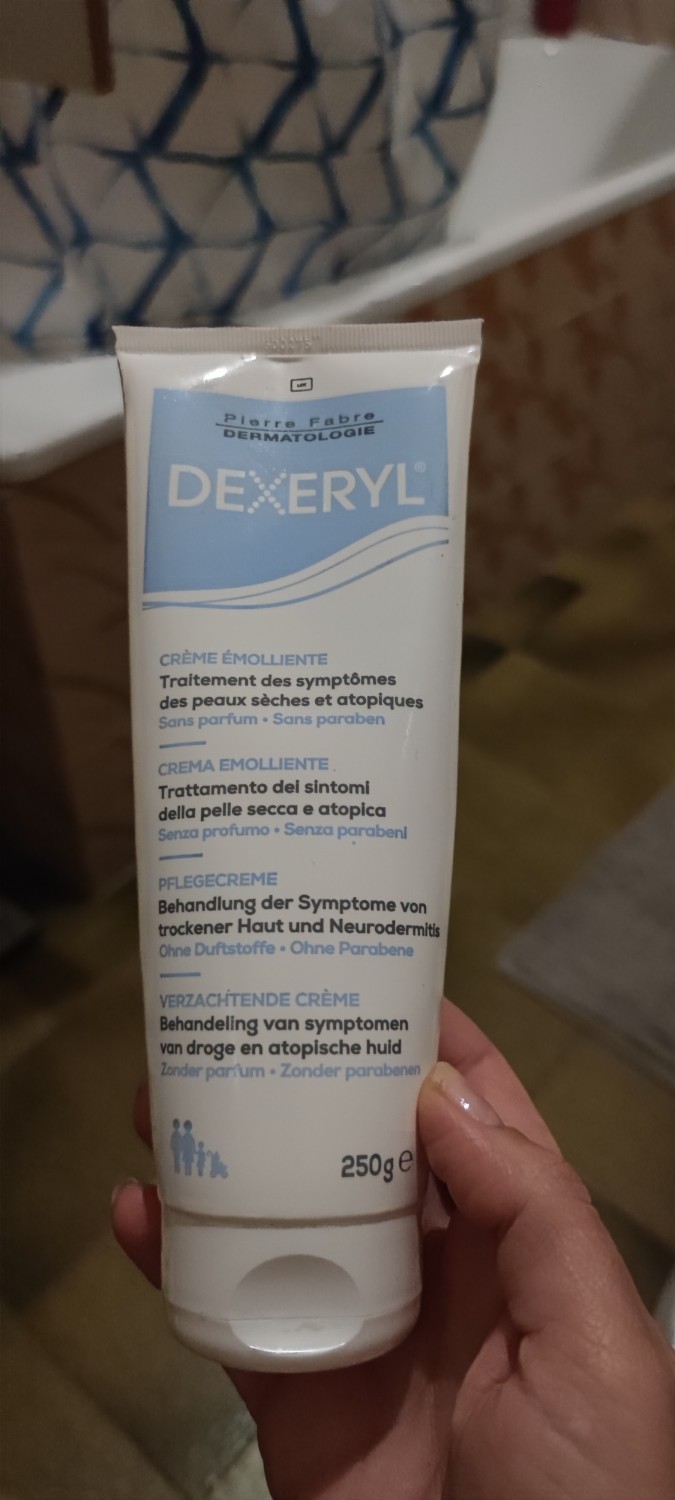 Pierre Fabre
DERMATOLOGIE
DEXERYL®
CRÈME ÉMOLLIENTE
Traitement des symptômes
des peaux sèches et atopiques
Sans parfum • Sans paraben
CREMA EMOLLIENTE
Trattamento dei sintomi
della pelle secca e atopica
Senza profumo • Senza parabeni
PFLEGECREME
Behandlung der Symptome von
trockener Haut und Neurodermitis
Ohne Duftstoffe • Ohne Parabene
VERZACHTENDE CRÈME
Behandeling van symptomen
van droge en atopische huid
Zonder parfum • Zonder parabenen
250g e